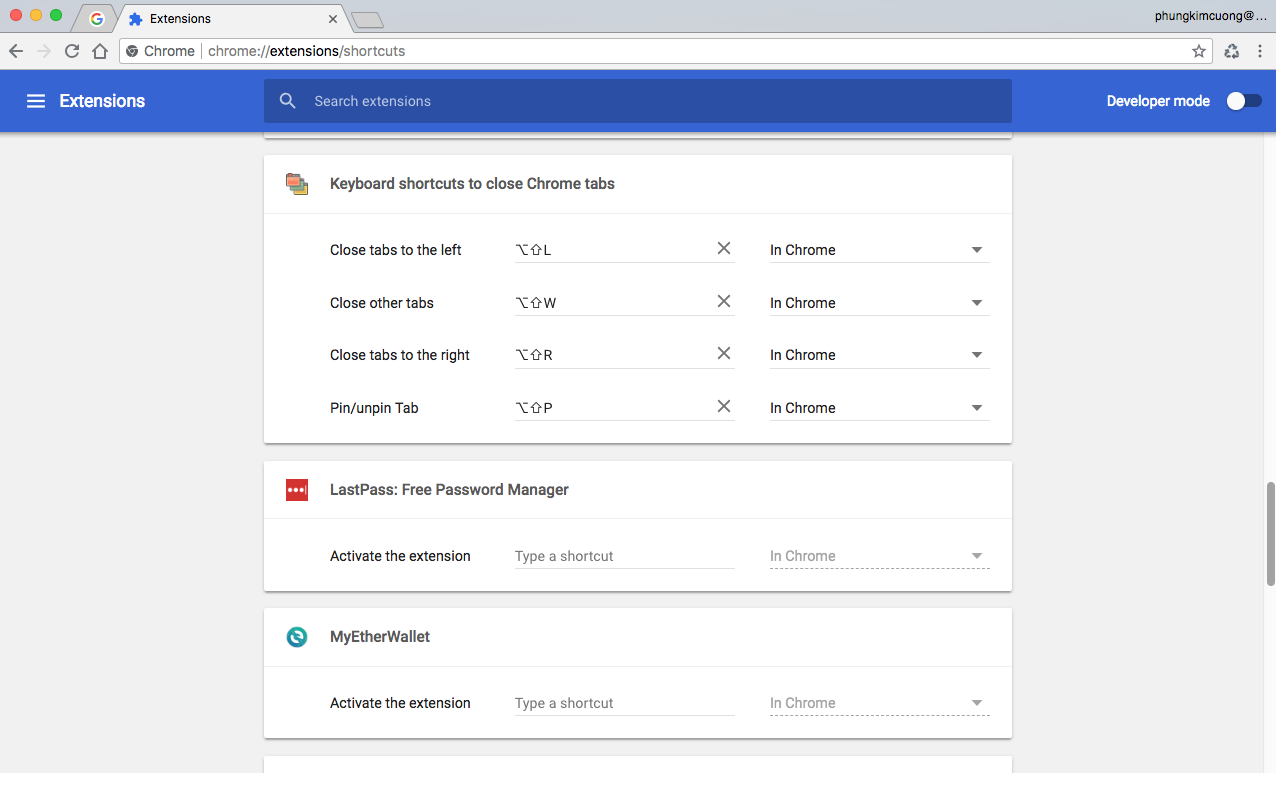 Extensions
phungkimcuong@...
Chrome chrome://extensions/shortcuts
Extensions Search extensions Developer mode
Keyboard shortcuts to close Chrome tabs
Close tabs to the left ⌥⇧L In Chrome
Close other tabs ⌥⇧W In Chrome
Close tabs to the right ⌥⇧R In Chrome
Pin/unpin Tab ⌥⇧P In Chrome
LastPass: Free Password Manager
Activate the extension Type a shortcut In Chrome
MyEtherWallet
Activate the extension Type a shortcut In Chrome